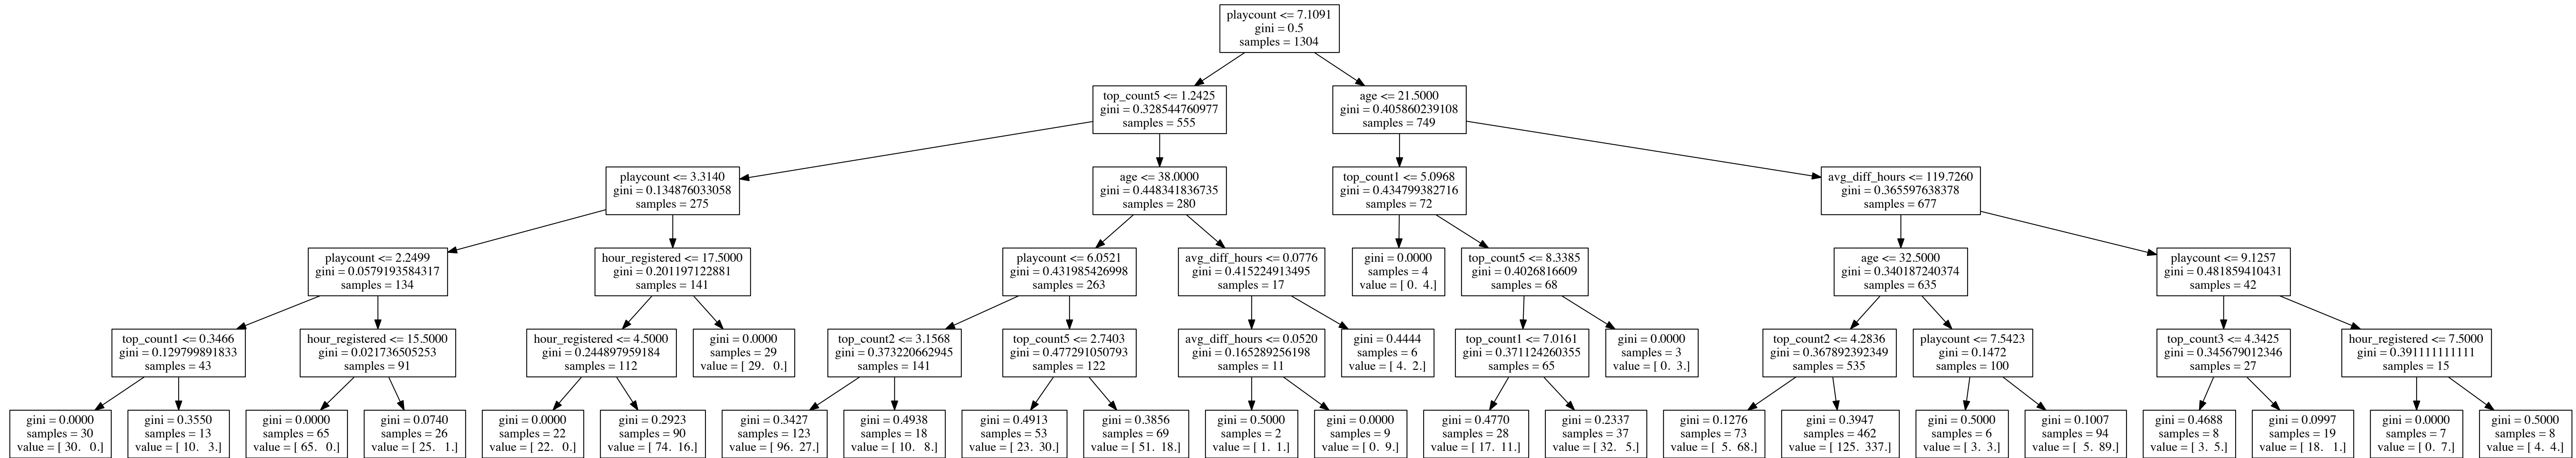 playcount <= 7.1091
gini = 0.5
samples = 1304
top_count5 <= 1.2425
gini = 0.328544760977
samples = 555
age <= 21.5000
gini = 0.405860239108
samples = 749
playcount <= 3.3140
gini = 0.134876033058
samples = 275
age <= 38.0000
gini = 0.448341836735
samples = 280
top_count1 <= 5.0968
gini = 0.434799382716
samples = 72
avg_diff_hours <= 119.7260
gini = 0.365597638378
samples = 677
playcount <= 2.2499
gini = 0.0579193584317
samples = 134
hour_registered <= 17.5000
gini = 0.201197122881
samples = 141
playcount <= 6.0521
gini = 0.431985426998
samples = 263
avg_diff_hours <= 0.0776
gini = 0.415224913495
samples = 17
gini = 0.0000
samples = 4
value = [ 0. 4.]
top_count5 <= 8.3385
gini = 0.4026816609
samples = 68
age <= 32.5000
gini = 0.340187240374
samples = 635
playcount <= 9.1257
gini = 0.481859410431
samples = 42
top_count1 <= 0.3466
gini = 0.129799891833
samples = 43
hour_registered <= 15.5000
gini = 0.021736505253
samples = 91
hour_registered <= 4.5000
gini = 0.244897959184
samples = 112
gini = 0.0000
samples = 29
value = [ 29. 0.]
top_count2 <= 3.1568
gini = 0.373220662945
samples = 141
top_count5 <= 2.7403
gini = 0.477291050793
samples = 122
avg_diff_hours <= 0.0520
gini = 0.165289256198
samples = 11
gini = 0.4444
samples = 6
value = [ 4. 2.]
top_count1 <= 7.0161
gini = 0.371124260355
samples = 65
gini = 0.0000
samples = 3
value = [ 0. 3.]
top_count2 <= 4.2836
gini = 0.367892392349
samples = 535
playcount <= 7.5423
gini = 0.1472
samples = 100
top_count3 <= 4.3425
gini = 0.345679012346
samples = 27
hour_registered <= 7.5000
gini = 0.391111111111
samples = 15
gini = 0.0000
samples = 30
value = [ 30. 0.]
gini = 0.3550
samples = 13
value = [ 10. 3.]
gini = 0.0000
samples = 65
value = [ 65. 0.]
gini = 0.0740
samples = 26
value = [ 25. 1.]
gini = 0.0000
samples = 22
value = [ 22. 0.]
gini = 0.2923
samples = 90
value = [ 74. 16.]
gini = 0.3427
samples = 123
value = [ 96. 27.]
gini = 0.4938
samples = 18
value = [ 10. 8.]
gini = 0.4913
samples = 53
value = [ 23. 30.]
gini = 0.3856
samples = 69
value = [ 51. 18.]
gini = 0.5000
samples = 2
value = [ 1. 1.]
gini = 0.0000
samples = 9
value = [ 0. 9.]
gini = 0.4770
samples = 28
value = [ 17. 11.]
gini = 0.2337
samples = 37
value = [ 32. 5.]
gini = 0.1276
samples = 73
value = [ 5. 68.]
gini = 0.3947
samples = 462
value = [ 125. 337.]
gini = 0.5000
samples = 6
value = [ 3. 3.]
gini = 0.1007
samples = 94
value = [ 5. 89.]
gini = 0.4688
samples = 8
value = [ 3. 5.]
gini = 0.0997
samples = 19
value = [ 18. 1.]
gini = 0.0000
samples = 7
value = [ 0. 7.]
gini = 0.5000
samples = 8
value = [ 4. 4.]